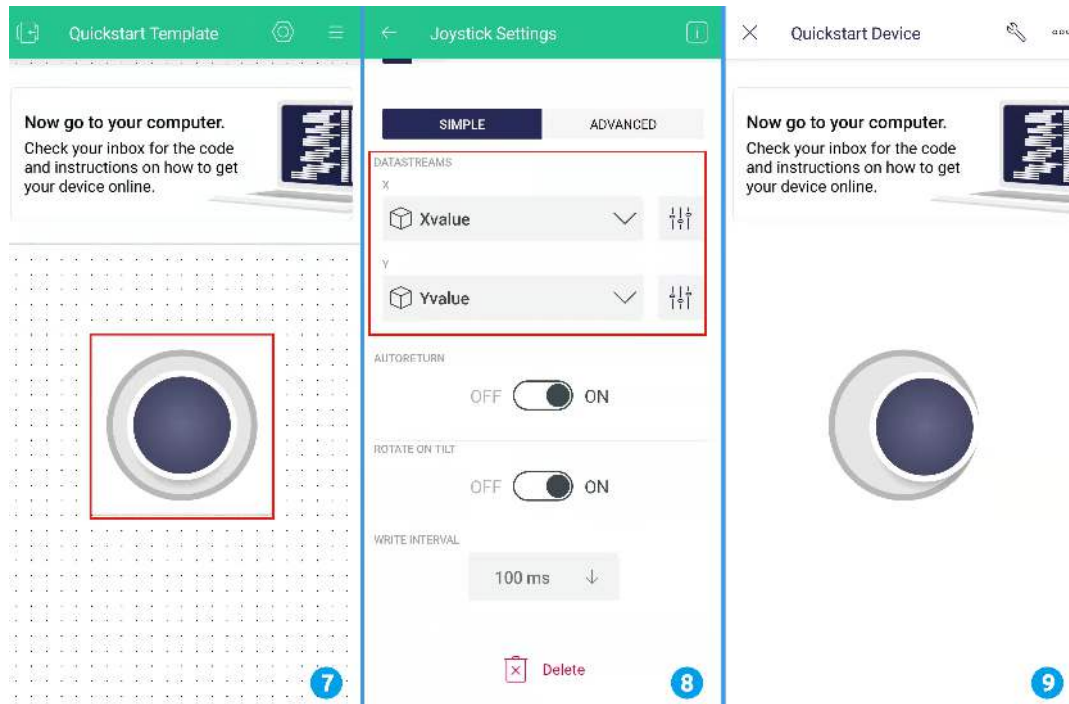 Quickstart Template
Now go to your computer.
Check your inbox for the code
and instructions on how to get
your device online.
7
Joystick Settings
i
SIMPLE ADVANCED
DATASTREAMS
X
Xvalue
Y
Yvalue
AUTORETURN
OFF ON
ROTATE ON TILT
OFF ON
WRITE INTERVAL
100 ms
Delete
8
Quickstart Device
Now go to your computer.
Check your inbox for the code
and instructions on how to get
your device online.
9